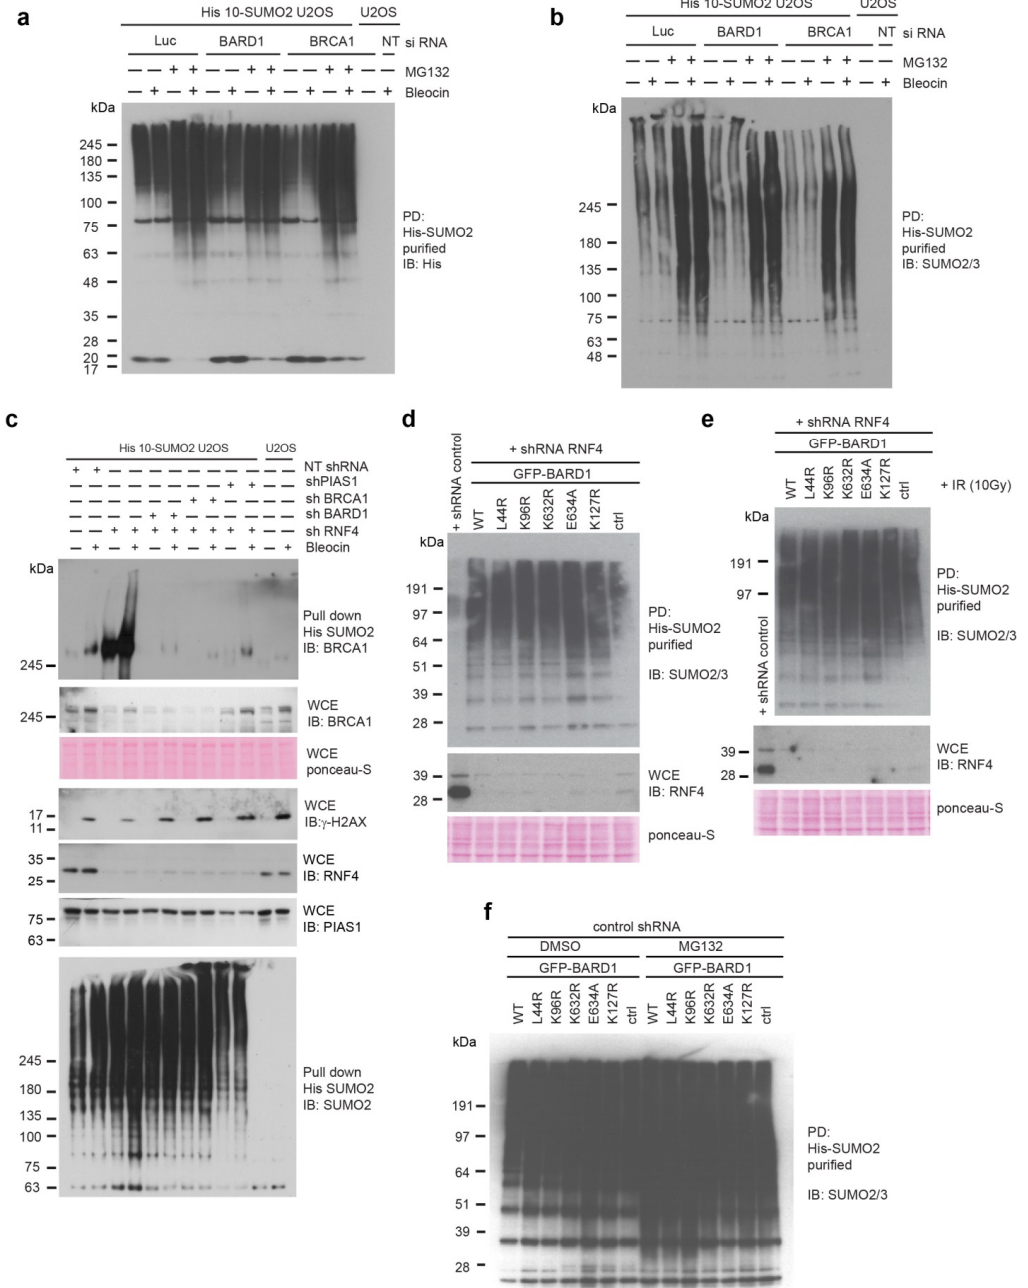 a
His 10-SUMO2 U2OS U2OS
Luc BARD1 BRCA1 NT si RNA
— — + + — — + + — — + + — — MG132
— + — + — + — + — + — + — + Bleocin
kDa
245
180
135
100
75
63
48
35
28
20
17
PD:
His-SUMO2
purified
IB: His
b
His 10-SUMO2 U2OS U2OS
Luc BARD1 BRCA1 NT si RNA
— — + + — — + + — — + + — — MG132
— + — + — + — + — + — + — + Bleocin
kDa
245
180
135
100
75
63
48
PD:
His-SUMO2
purified
IB: SUMO2/3
c
His 10-SUMO2 U2OS U2OS
+ + — — — — — — — — — — NT shRNA
— — — — — — — — + + — — shPIAS1
— — — — — — + + — — — — sh BRCA1
— — — — + + — — — — — — sh BARD1
— — + + + + + + + + — — sh RNF4
— + — + — + — + — + — + Bleocin
kDa
245
Pull down
His SUMO2
IB: BRCA1
245
WCE
IB: BRCA1
WCE
ponceau-S
17
11
WCE
IB:γ-H2AX
35
25
WCE
IB: RNF4
75
63
WCE
IB: PIAS1
245
180
135
100
75
63
Pull down
His SUMO2
IB: SUMO2
d
+ shRNA control
+ shRNA RNF4
GFP-BARD1
WT L44R K96R K632R E634A K127R ctrl
kDa
191
97
64
51
39
28
PD:
His-SUMO2
purified
IB: SUMO2/3
39
28
WCE
IB: RNF4
ponceau-S
e
+ shRNA RNF4
GFP-BARD1
WT L44R K96R K632R E634A K127R ctrl
+ IR (10Gy)
kDa
191
97
+ shRNA control
PD:
His-SUMO2
purified
IB: SUMO2/3
39
28
WCE
IB: RNF4
ponceau-S
f
control shRNA
DMSO MG132
GFP-BARD1 GFP-BARD1
WT L44R K96R K632R E634A K127R ctrl WT L44R K96R K632R E634A K127R ctrl
kDa
191
97
64
51
39
28
PD:
His-SUMO2
purified
IB: SUMO2/3